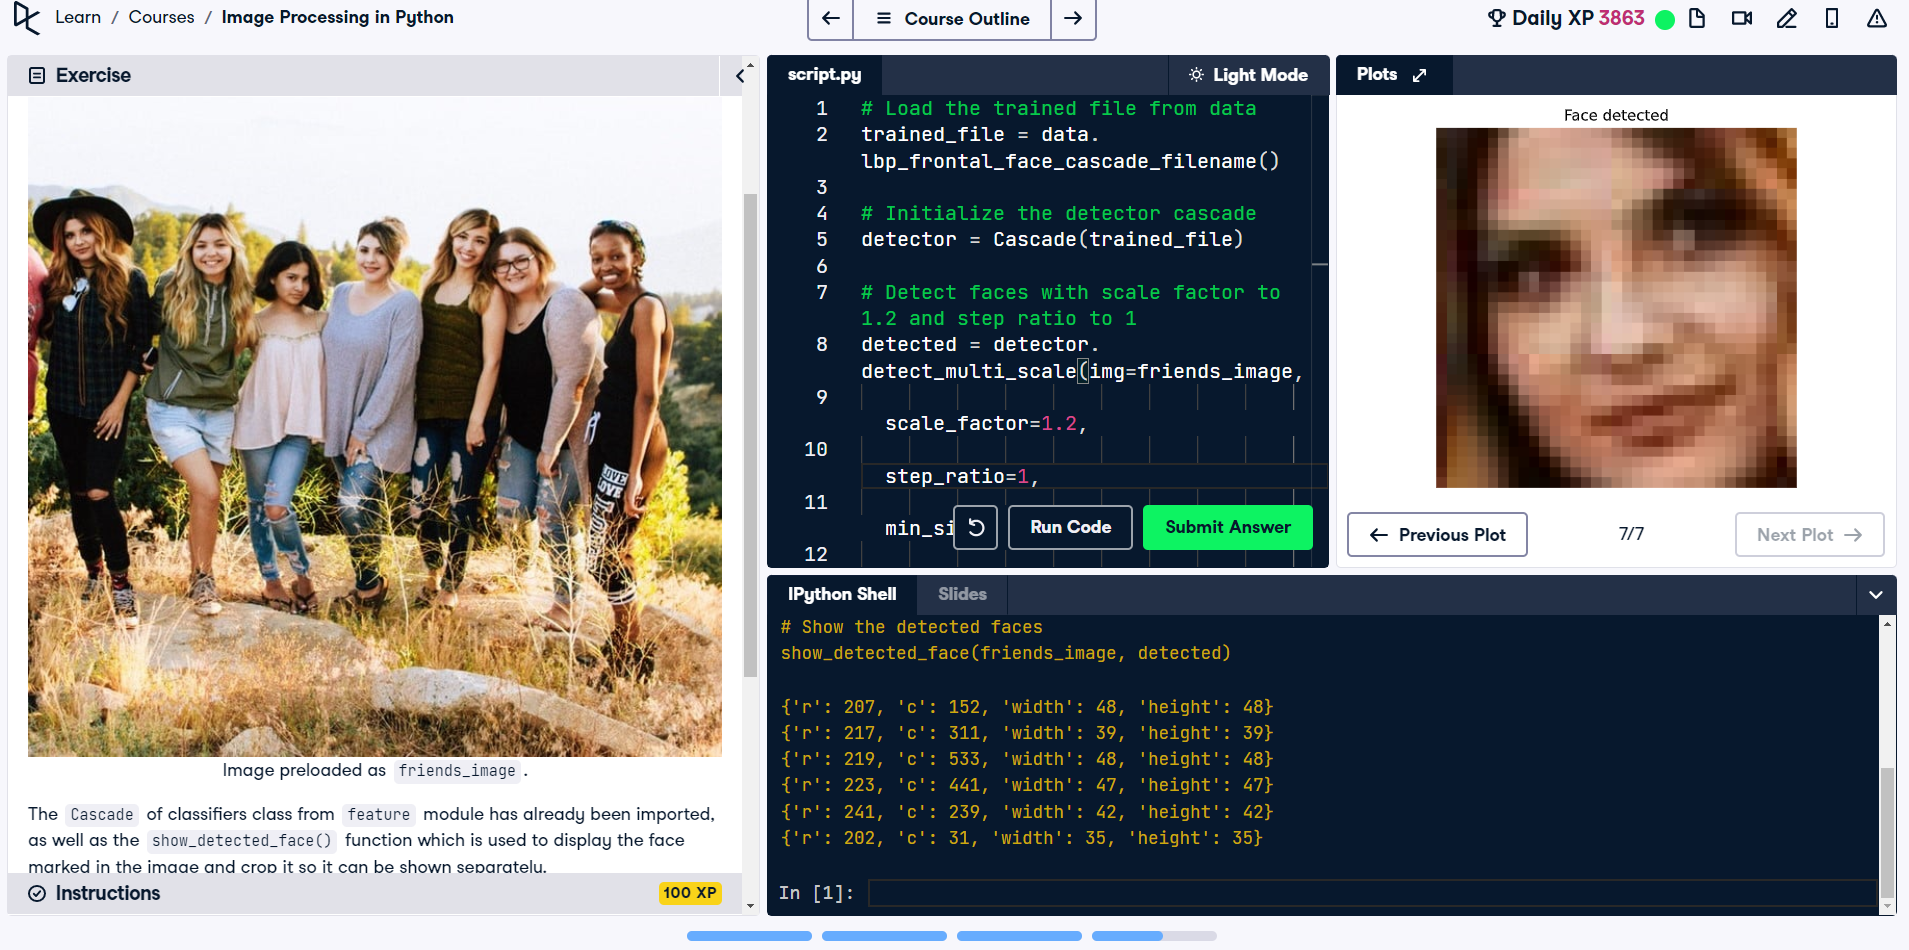 Learn / Courses / Image Processing in Python
Course Outline
Daily XP 3863
Exercise
Image preloaded as friends_image.
The Cascade of classifiers class from feature module has already been imported,
as well as the show_detected_face() function which is used to display the face
marked in the image and crop it so it can be shown separately.
Instructions
100 XP
script.py
Light Mode
1 # Load the trained file from data
2 trained_file = data.
lbp_frontal_face_cascade_filename()
3
4 # Initialize the detector cascade
5 detector = Cascade(trained_file)
6
7 # Detect faces with scale factor to
1.2 and step ratio to 1
8 detected = detector.
detect_multi_scale(img=friends_image,
9
scale_factor=1.2,
10
step_ratio=1,
11
min_si
12
Run Code
Submit Answer
Plots
Face detected
Previous Plot
7/7
Next Plot
IPython Shell
Slides
# Show the detected faces
show_detected_face(friends_image, detected)
{'r': 207, 'c': 152, 'width': 48, 'height': 48}
{'r': 217, 'c': 311, 'width': 39, 'height': 39}
{'r': 219, 'c': 533, 'width': 48, 'height': 48}
{'r': 223, 'c': 441, 'width': 47, 'height': 47}
{'r': 241, 'c': 239, 'width': 42, 'height': 42}
{'r': 202, 'c': 31, 'width': 35, 'height': 35}
In [1]: